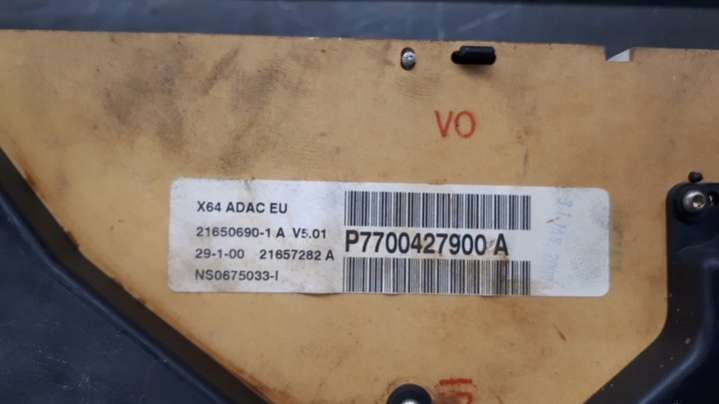 VO
X64 ADAC EU
21650690-1 A V5.01
29-1-00 21657282 A
NS0675033-I
P7700427900 A